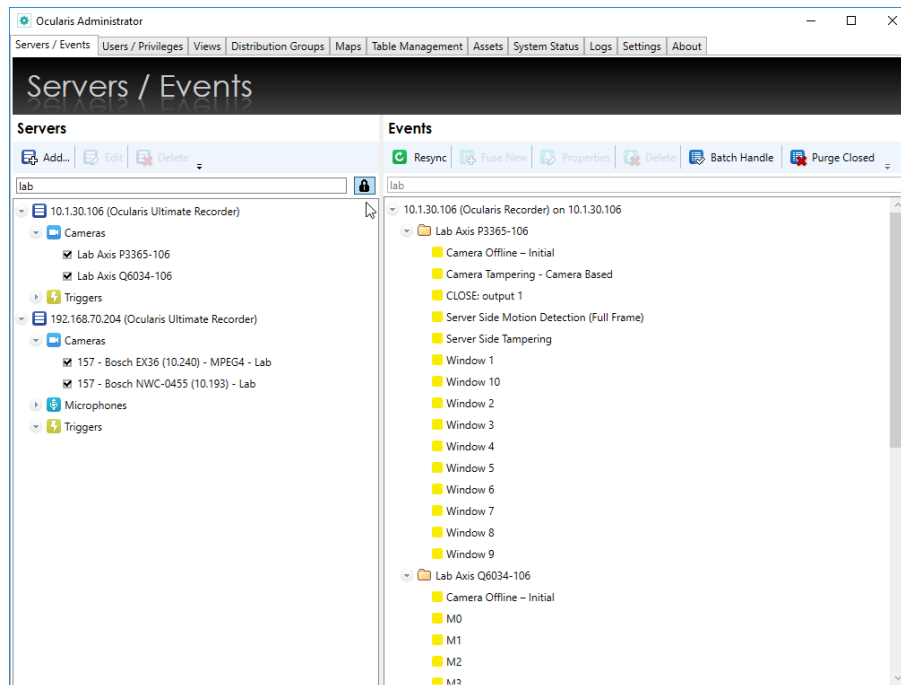 Ocularis Administrator
Servers / Events Users / Privileges Views Distribution Groups Maps Table Management Assets System Status Logs Settings About
Servers / Events
Servers
Add... Edit Delete
lab
10.1.30.106 (Ocularis Ultimate Recorder)
Cameras
Lab Axis P3365-106
Lab Axis Q6034-106
Triggers
192.168.70.204 (Ocularis Ultimate Recorder)
Cameras
157 - Bosch EX36 (10.240) - MPEG4 - Lab
157 - Bosch NWC-0455 (10.193) - Lab
Microphones
Triggers
Events
Resync Fuse New Properties Delete Batch Handle Purge Closed
lab
10.1.30.106 (Ocularis Recorder) on 10.1.30.106
Lab Axis P3365-106
Camera Offline – Initial
Camera Tampering - Camera Based
CLOSE: output 1
Server Side Motion Detection (Full Frame)
Server Side Tampering
Window 1
Window 10
Window 2
Window 3
Window 4
Window 5
Window 6
Window 7
Window 8
Window 9
Lab Axis Q6034-106
Camera Offline – Initial
M0
M1
M2
M3